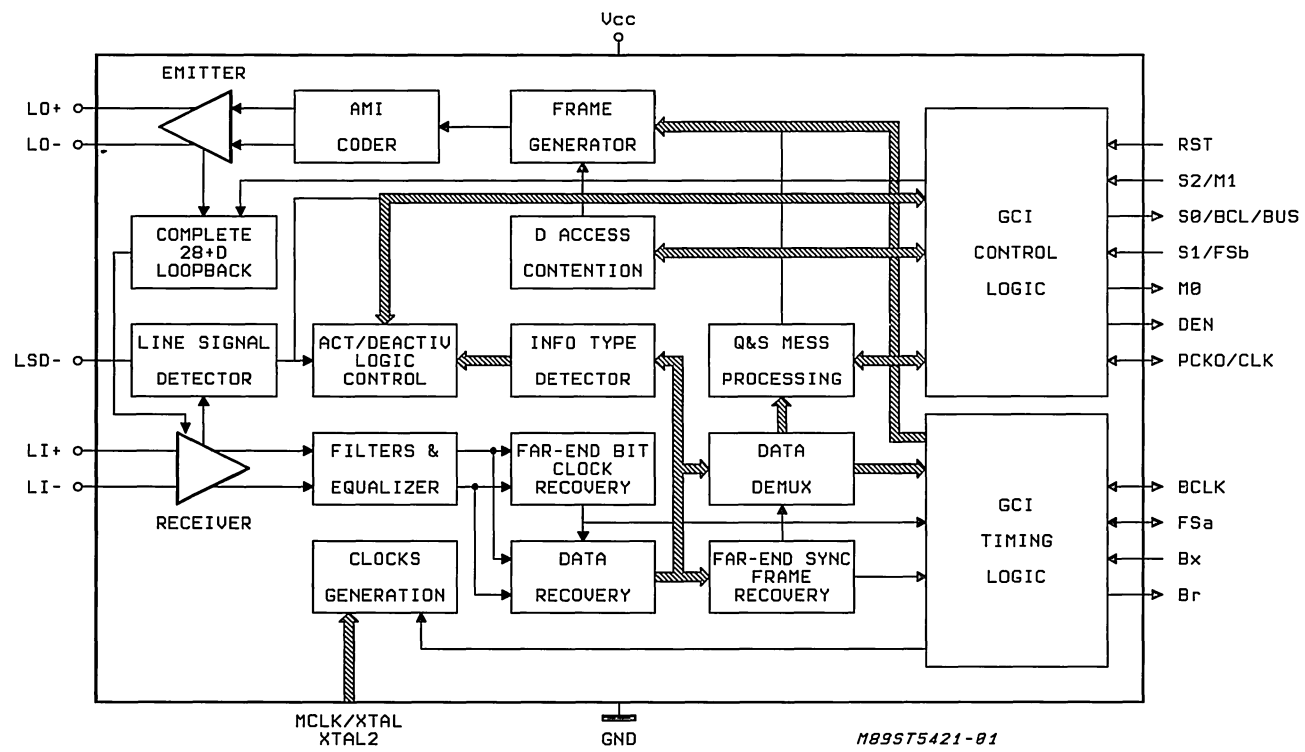 Vcc
EMITTER
LO+
LO-
AMI
CODER
FRAME
GENERATOR
RST
S2/M1
S0/BCL/BUS
S1/FSb
M0
DEN
PCKO/CLK
GCI
CONTROL
LOGIC
COMPLETE
28+D
LOOPBACK
D ACCESS
CONTENTION
LSD-
LINE SIGNAL
DETECTOR
ACT/DEACTIV
LOGIC
CONTROL
INFO TYPE
DETECTOR
Q&S MESS
PROCESSING
LI+
LI-
RECEIVER
FILTERS &
EQUALIZER
FAR-END BIT
CLOCK
RECOVERY
DATA
DEMUX
GCI
TIMING
LOGIC
BCLK
FSa
Bx
Br
CLOCKS
GENERATION
DATA
RECOVERY
FAR-END SYNC
FRAME
RECOVERY
MCLK/XTAL
XTAL2
GND
M89ST5421-01